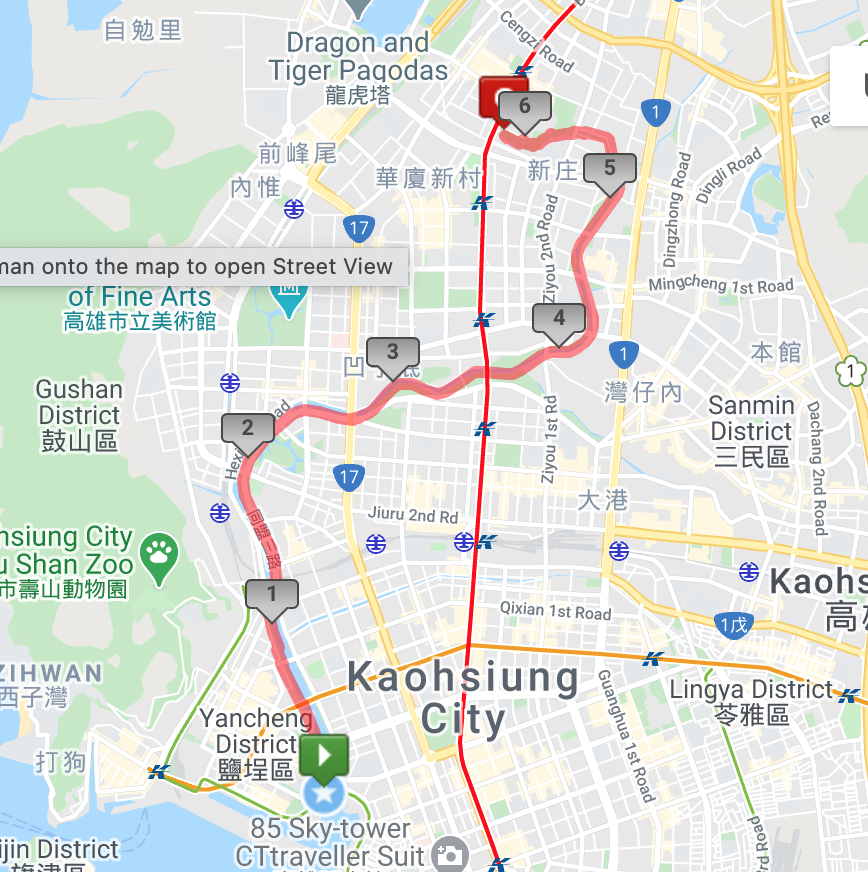 自勉里
Cengzi Road
Dragon and
Tiger Pagodas
龍虎塔
6
1
前峰尾
華廈新村
新庄
5
Dingli Road
內惟
17
Dingzhong Road
Ziyou 2nd Road
man onto the map to open Street View
Mingcheng 1st Road
of Fine Arts
高雄市立美術館
4
3
1
本館
1
灣仔內
Gushan
District
鼓山區
2
Sanmin
District
三民區
Dachang 2nd Road
Ziyou 1st Rd
17
大港
Jiuru 2nd Rd
同盟三路
hsiung City
u Shan Zoo
市壽山動物園
1
Kaohs
高
Qixian 1st Road
1戊
ZIHWAN
西子灣
Kaohsiung
City
Lingya District
苓雅區
Guanghua 1st Road
Yancheng
District
鹽埕區
打狗
85 Sky-tower
CTtraveller Suit
ijin District
旗津區
3rd Road